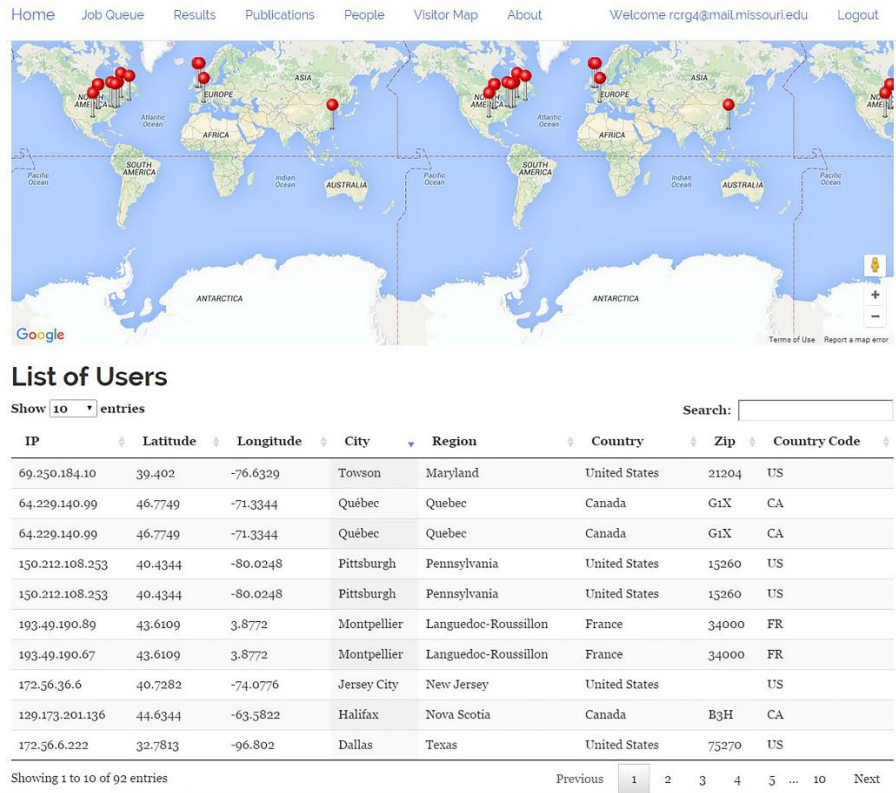 Home Job Queue Results Publications People Visitor Map About Welcome rcrg4@mail.missouri.edu Logout
ASIA ASIA
NORTH AMERICA EUROPE NORTH AMERICA EUROPE
Atlantic Ocean Atlantic Ocean
AFRICA AFRICA
SOUTH AMERICA SOUTH AMERICA
Pacific Ocean Indian Ocean AUSTRALIA Pacific Ocean Indian Ocean AUSTRALIA Pacific Ocean
ANTARCTICA ANTARCTICA
+
−
Google Terms of Use Report a map error
List of Users
Show 10 entries Search:
IP Latitude Longitude City Region Country Zip Country Code
69.250.184.10 39.402 -76.6329 Towson Maryland United States 21204 US
64.229.140.99 46.7749 -71.3344 Québec Quebec Canada G1X CA
64.229.140.99 46.7749 -71.3344 Québec Quebec Canada G1X CA
150.212.108.253 40.4344 -80.0248 Pittsburgh Pennsylvania United States 15260 US
150.212.108.253 40.4344 -80.0248 Pittsburgh Pennsylvania United States 15260 US
193.49.190.89 43.6109 3.8772 Montpellier Languedoc-Roussillon France 34000 FR
193.49.190.67 43.6109 3.8772 Montpellier Languedoc-Roussillon France 34000 FR
172.56.36.6 40.7282 -74.0776 Jersey City New Jersey United States US
129.173.201.136 44.6344 -63.5822 Halifax Nova Scotia Canada B3H CA
172.56.6.222 32.7813 -96.802 Dallas Texas United States 75270 US
Showing 1 to 10 of 92 entries Previous 1 2 3 4 5 ... 10 Next